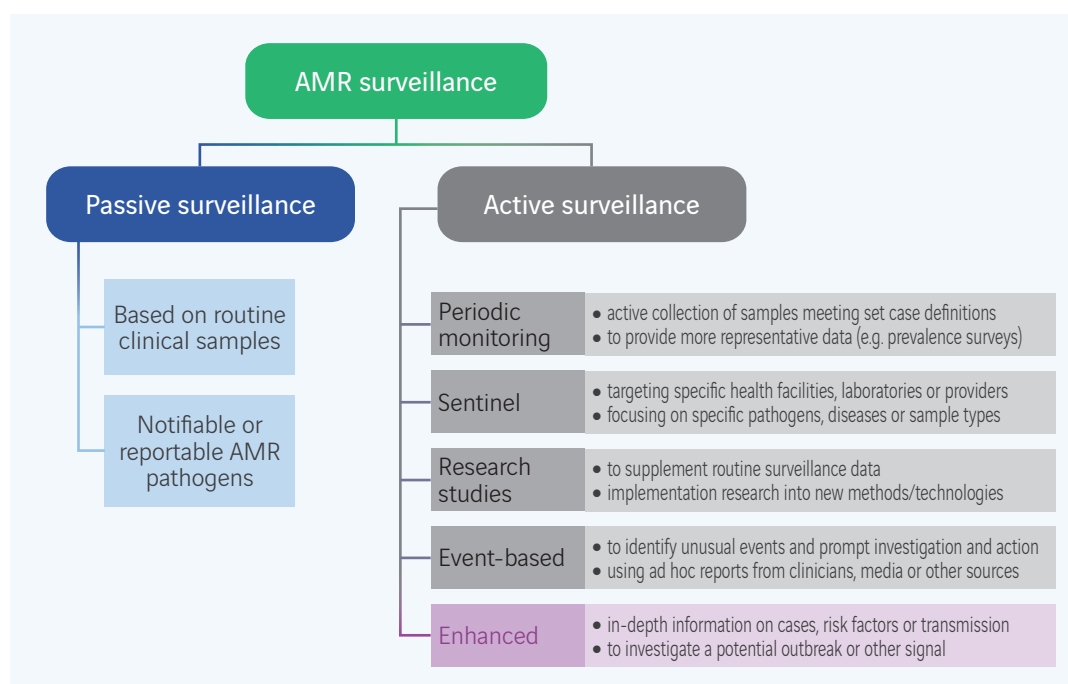 AMR surveillance
Passive surveillance
Active surveillance
Based on routine
clinical samples
Notifiable or
reportable AMR
pathogens
Periodic
monitoring
• active collection of samples meeting set case definitions
• to provide more representative data (e.g. prevalence surveys)
Sentinel
• targeting specific health facilities, laboratories or providers
• focusing on specific pathogens, diseases or sample types
Research
studies
• to supplement routine surveillance data
• implementation research into new methods/technologies
Event-based
• to identify unusual events and prompt investigation and action
• using ad hoc reports from clinicians, media or other sources
Enhanced
• in-depth information on cases, risk factors or transmission
• to investigate a potential outbreak or other signal